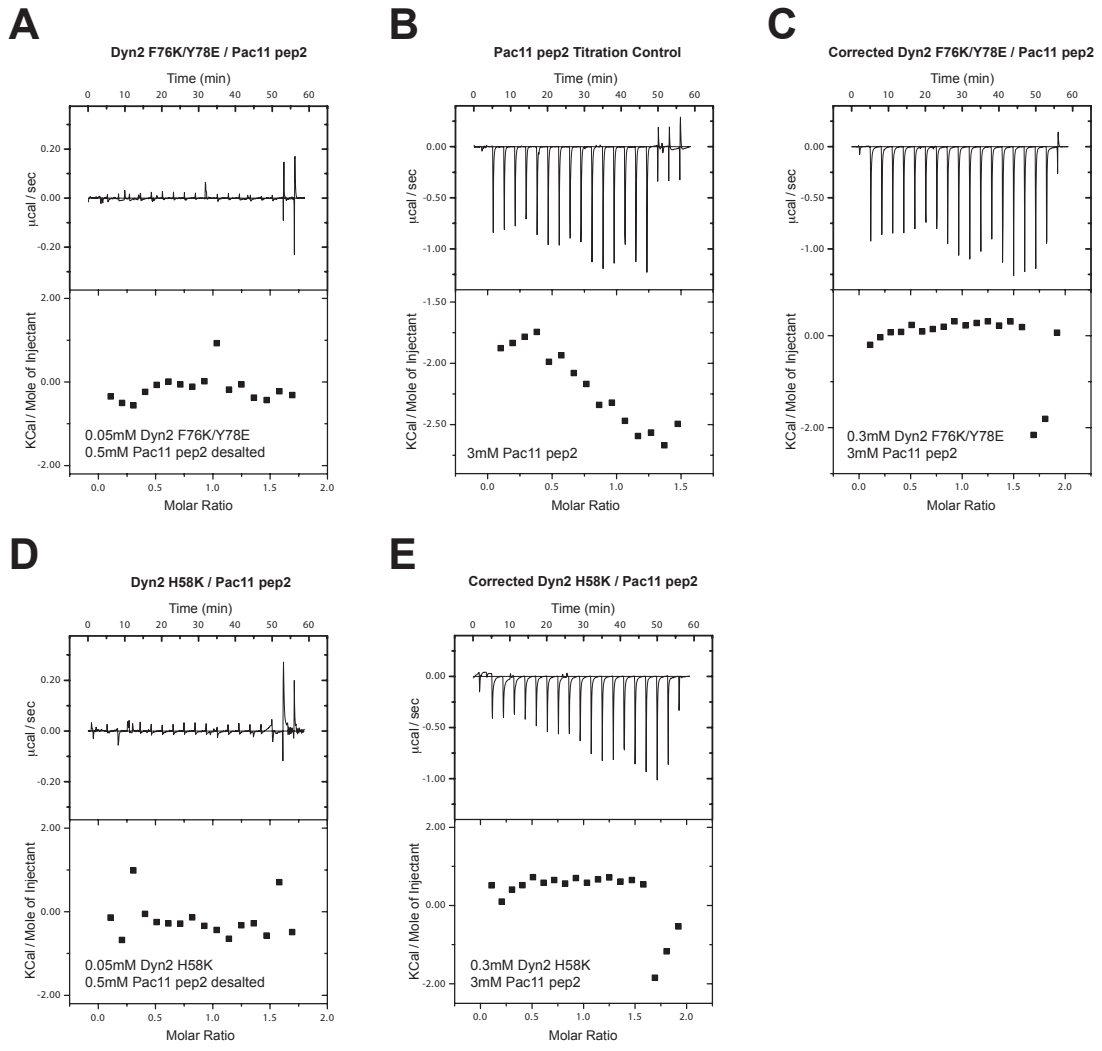 A
Dyn2 F76K/Y78E / Pac11 pep2
Time (min)
0 10 20 30 40 50 60
0.20
0.00
-0.20
µcal / sec
2.00
0.00
-2.00
KCal / Mole of Injectant
0.05mM Dyn2 F76K/Y78E
0.5mM Pac11 pep2 desalted
0.0 0.5 1.0 1.5 2.0
Molar Ratio
B
Pac11 pep2 Titration Control
Time (min)
0 10 20 30 40 50 60
0.00
-0.50
-1.00
µcal / sec
-1.50
-2.00
-2.50
KCal / Mole of Injectant
3mM Pac11 pep2
0.0 0.5 1.0 1.5
Molar Ratio
C
Corrected Dyn2 F76K/Y78E / Pac11 pep2
Time (min)
0 10 20 30 40 50 60
0.00
-0.50
-1.00
µcal / sec
0.00
-2.00
KCal / Mole of Injectant
0.3mM Dyn2 F76K/Y78E
3mM Pac11 pep2
0.0 0.5 1.0 1.5 2.0
Molar Ratio
D
Dyn2 H58K / Pac11 pep2
Time (min)
0 10 20 30 40 50 60
0.20
0.00
-0.20
µcal / sec
2.00
0.00
-2.00
KCal / Mole of Injectant
0.05mM Dyn2 H58K
0.5mM Pac11 pep2 desalted
0.0 0.5 1.0 1.5 2.0
Molar Ratio
E
Corrected Dyn2 H58K / Pac11 pep2
Time (min)
0 10 20 30 40 50 60
0.00
-0.50
-1.00
µcal / sec
2.00
0.00
-2.00
KCal / Mole of Injectant
0.3mM Dyn2 H58K
3mM Pac11 pep2
0.0 0.5 1.0 1.5 2.0
Molar Ratio